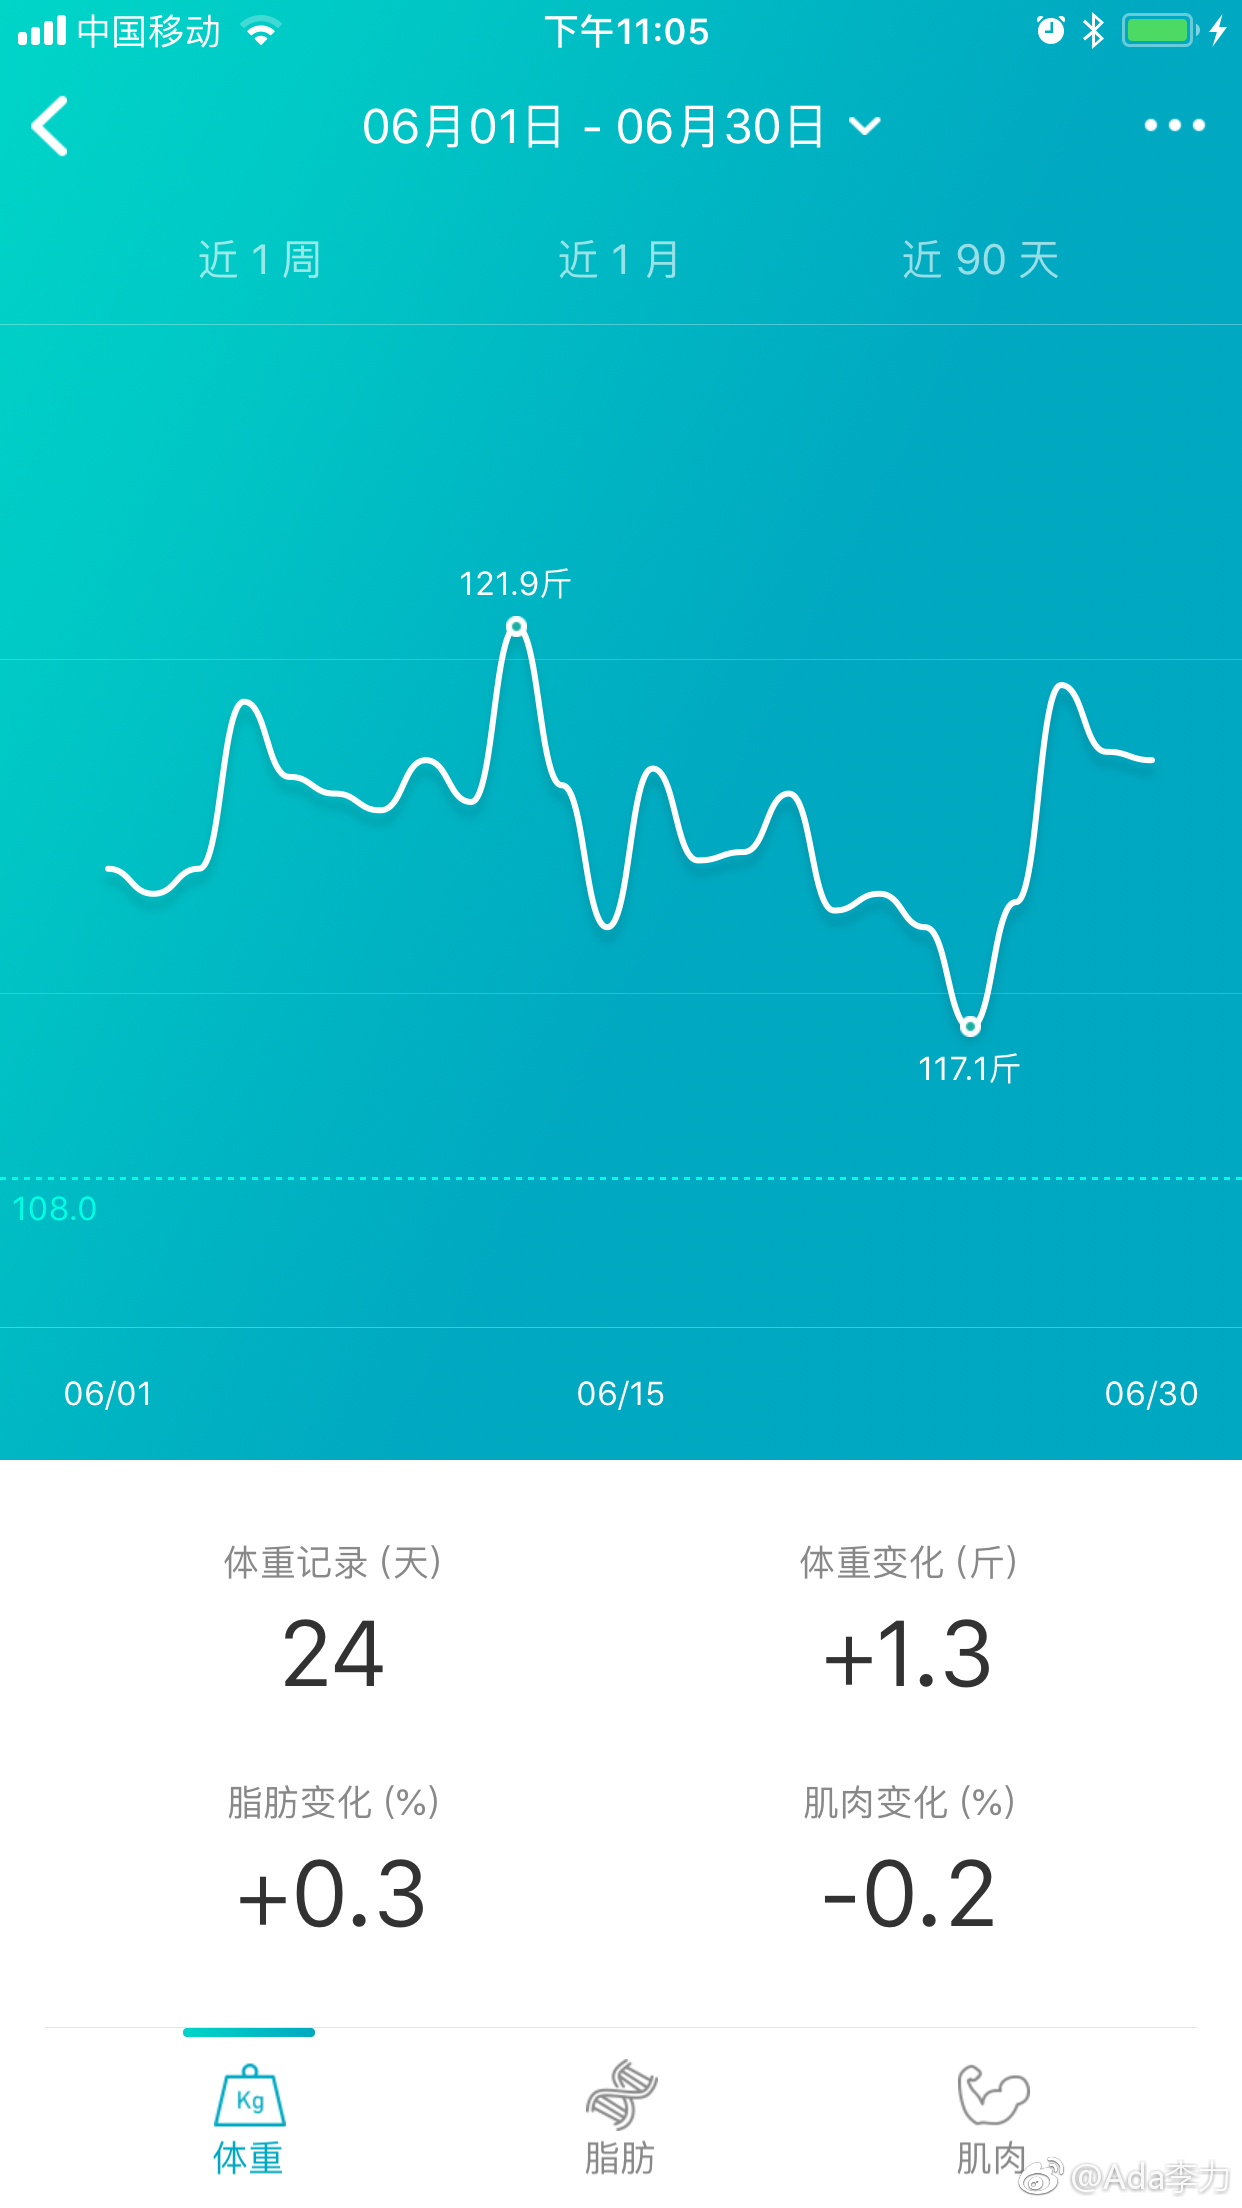 中国移动 下午11:05
06月01日 - 06月30日
近 1 周 近 1 月 近 90 天
121.9斤
117.1斤
108.0
06/01 06/15 06/30
体重记录 (天) 体重变化 (斤)
24 +1.3
脂肪变化 (%) 肌肉变化 (%)
+0.3 -0.2
Kg
体重 脂肪 肌肉
@Ada李力